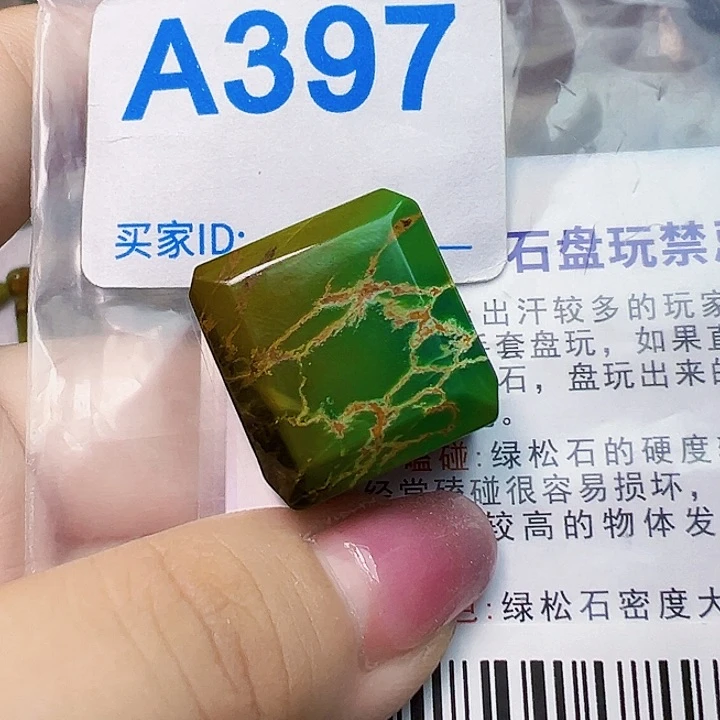 A397
买家ID:
石盘玩禁
出汗较多的玩家
套盘玩，如果直
石，盘玩出来的
。
磕碰:绿松石的硬度
经常磕碰很容易损坏，
较高的物体发
色:绿松石密度大